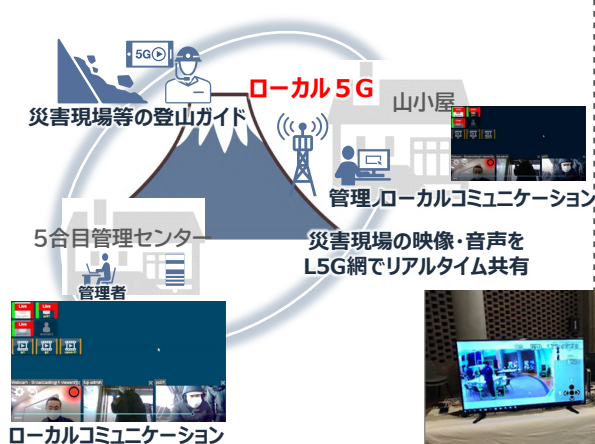 5G
ローカル５G
山小屋
災害現場等の登山ガイド
管理
ローカルコミュニケーション
5合目管理センター
災害現場の映像・音声を
L5G網でリアルタイム共有
管理者
Live
Live
ローカルコミュニケーション